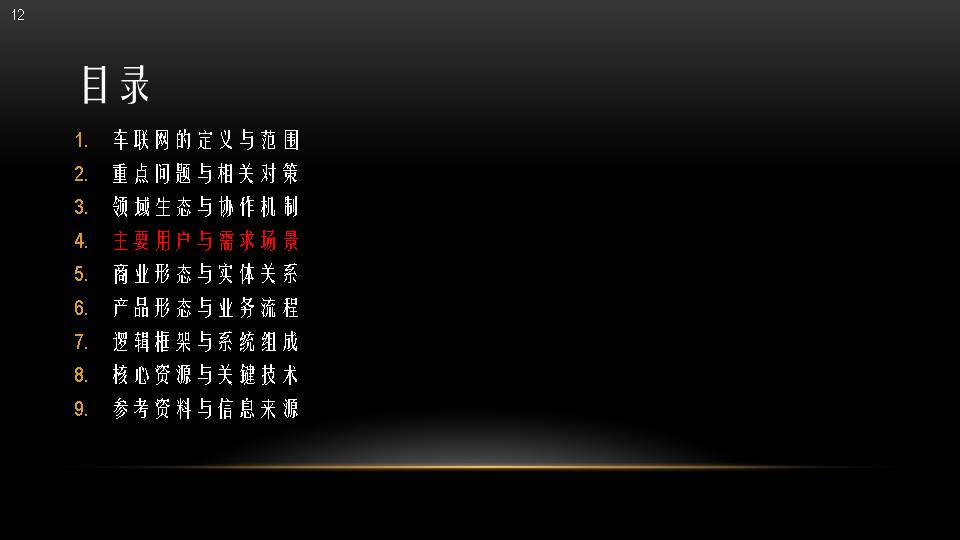 12
目录
1. 车联网的定义与范围
2. 重点问题与相关对策
3. 领域生态与协作机制
4. 主要用户与需求场景
5. 商业形态与实体关系
6. 产品形态与业务流程
7. 逻辑框架与系统组成
8. 核心资源与关键技术
9. 参考资料与信息来源